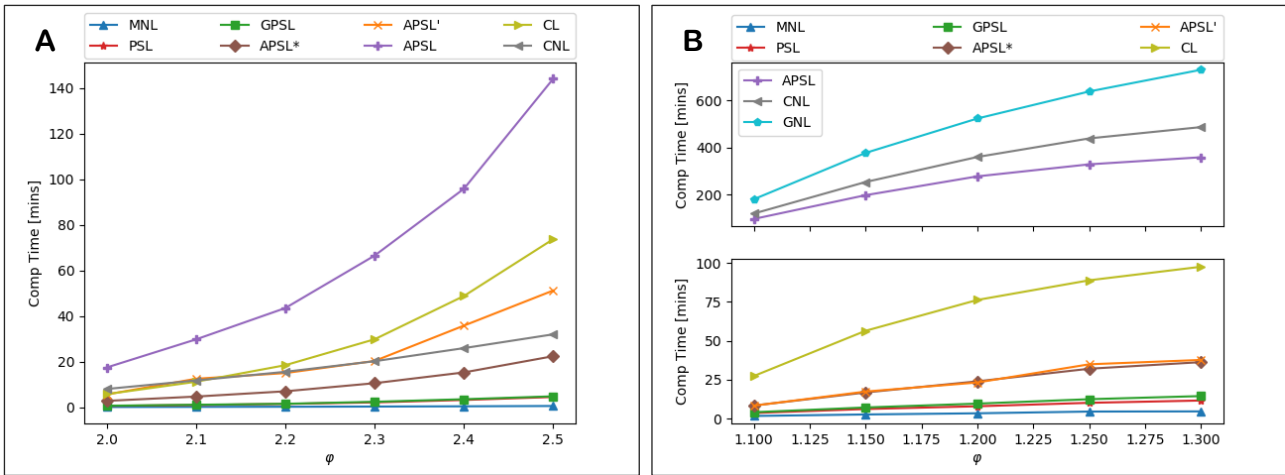 A
MNL GPSL APSL' CL
PSL APSL* APSL CNL
140
120
100
80
60
40
20
0
Comp Time [mins]
2.0 2.1 2.2 2.3 2.4 2.5
φ
B
MNL GPSL APSL'
PSL APSL* CL
APSL
CNL
GNL
600
400
200
Comp Time [mins]
100
75
50
25
0
Comp Time [mins]
1.100 1.125 1.150 1.175 1.200 1.225 1.250 1.275 1.300
φ